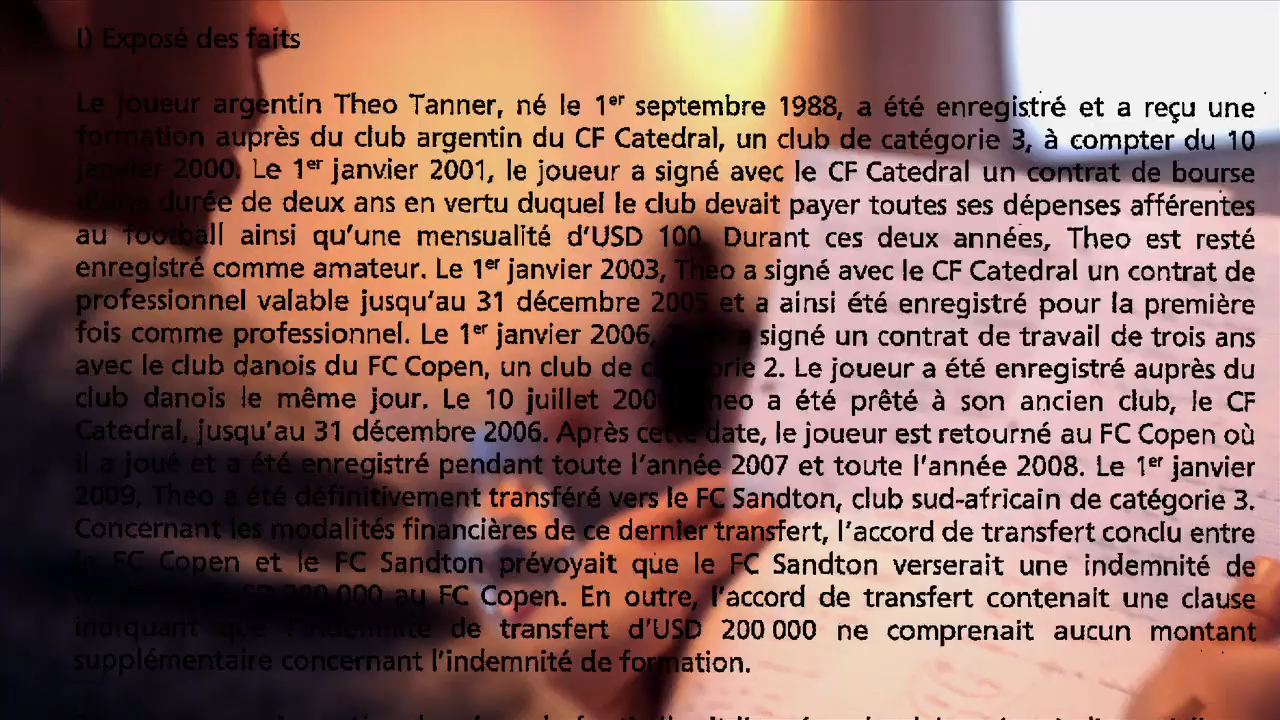 I) Exposé des faits
Le joueur argentin Theo Tanner, né le 1er septembre 1988, a été enregistré et a reçu une
formation auprès du club argentin du CF Catedral, un club de catégorie 3, à compter du 10
janvier 2000. Le 1er janvier 2001, le joueur a signé avec le CF Catedral un contrat de bourse
d'une durée de deux ans en vertu duquel le club devait payer toutes ses dépenses afférentes
au football ainsi qu'une mensualité d'USD 100. Durant ces deux années, Theo est resté
enregistré comme amateur. Le 1er janvier 2003, Theo a signé avec le CF Catedral un contrat de
professionnel valable jusqu'au 31 décembre 2005 et a ainsi été enregistré pour la première
fois comme professionnel. Le 1er janvier 2006, signé un contrat de travail de trois ans
avec le club danois du FC Copen, un club de catégorie 2. Le joueur a été enregistré auprès du
club danois le même jour. Le 10 juillet Theo a été prêté à son ancien club, le CF
Catedral, jusqu'au 31 décembre 2006. Après cette date, le joueur est retourné au FC Copen où
il a joué et a été enregistré pendant toute l'année 2007 et toute l'année 2008. Le 1er janvier
2009, Theo a été définitivement transféré vers le FC Sandton, club sud-africain de catégorie 3.
Concernant les modalités financières de ce dernier transfert, l'accord de transfert conclu entre
le FC Copen et le FC Sandton prévoyait que le FC Sandton verserait une indemnité de
USD 200 000 au FC Copen. En outre, l'accord de transfert contenait une clause
indiquant que l'indemnité de transfert d'USD 200 000 ne comprenait aucun montant
supplémentaire concernant l'indemnité de formation.